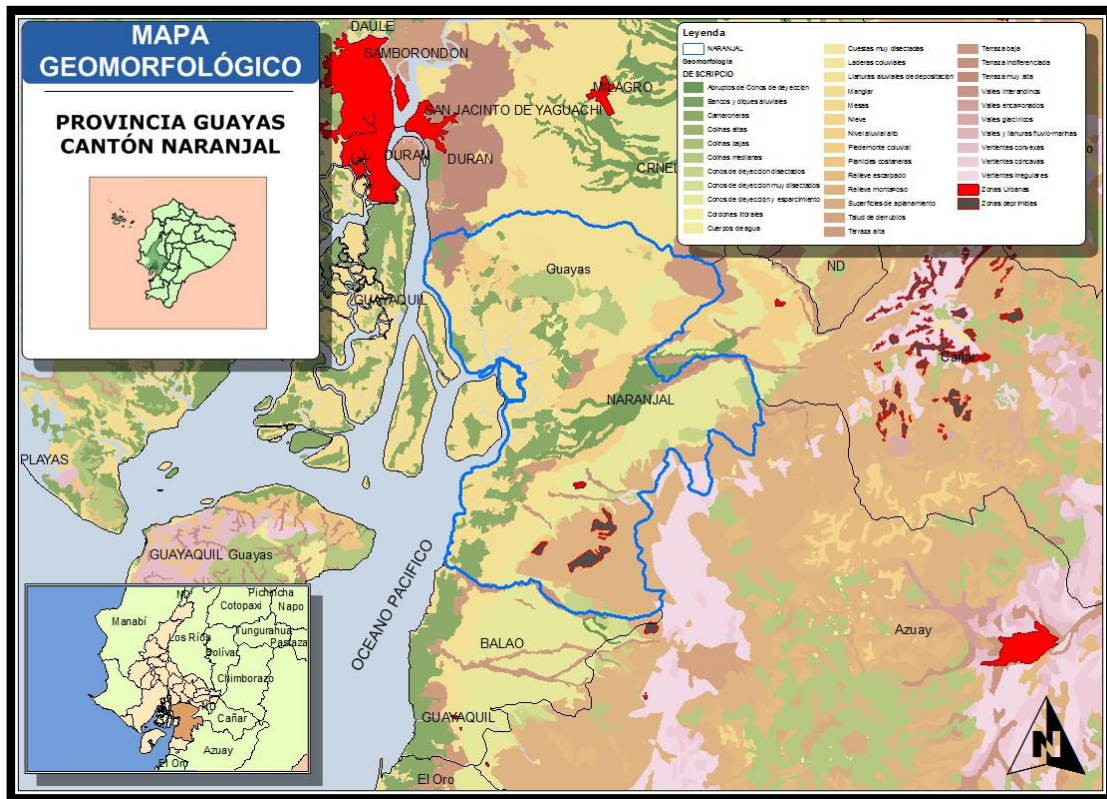 MAPA
GEOMORFOLÓGICO
PROVINCIA GUAYAS
CANTÓN NARANJAL
Leyenda
NARANJAL
Geomorfología
DESCRIPCIO
Abruptos de Conos de deyección
Bancos y diques aluviales
Camaroneras
Colinas altas
Colinas bajas
Colinas medianas
Conos de deyeccion disectados
Conos de deyeccion muy disectados
Conos de deyección y esparcimiento
Cordones litorales
Cuerpos de agua
Cuestas muy disectadas
Laderas coluviales
Llanuras aluviales de depositación
Manglar
Mesas
Nieve
Nivel aluvial alto
Piedemonte coluvial
Planicies costaneras
Relieve escarpado
Relieve montañoso
Superficies de aplanamiento
Talud de derrubios
Terraza alta
Terraza baja
Terraza indiferenciada
Terraza muy alta
Valles interandinos
Valles encañonados
Valles glaciricos
Valles y llanuras fluvio-marinas
Vertientes convexas
Vertientes cóncavas
Vertientes irregulares
Zonas Urbanas
Zonas deprimidas
DAULE
SAMBORONDON
MILAGRO
SAN JACINTO DE YAGUACHI
DURAN
DURAN
CRNEL
ND
Guayas
GUAYAQUIL
Cañar
NARANJAL
PLAYAS
GUAYAQUIL Guayas
OCEANO PACIFICO
BALAO
Azuay
GUAYAQUIL
El Oro
ND
Pichincha
Cotopaxi
Napo
Manabí
Los Ríos
Tungurahua
Pastaza
Bolívar
Chimborazo
ND
Cañar
Azuay
El Oro
N